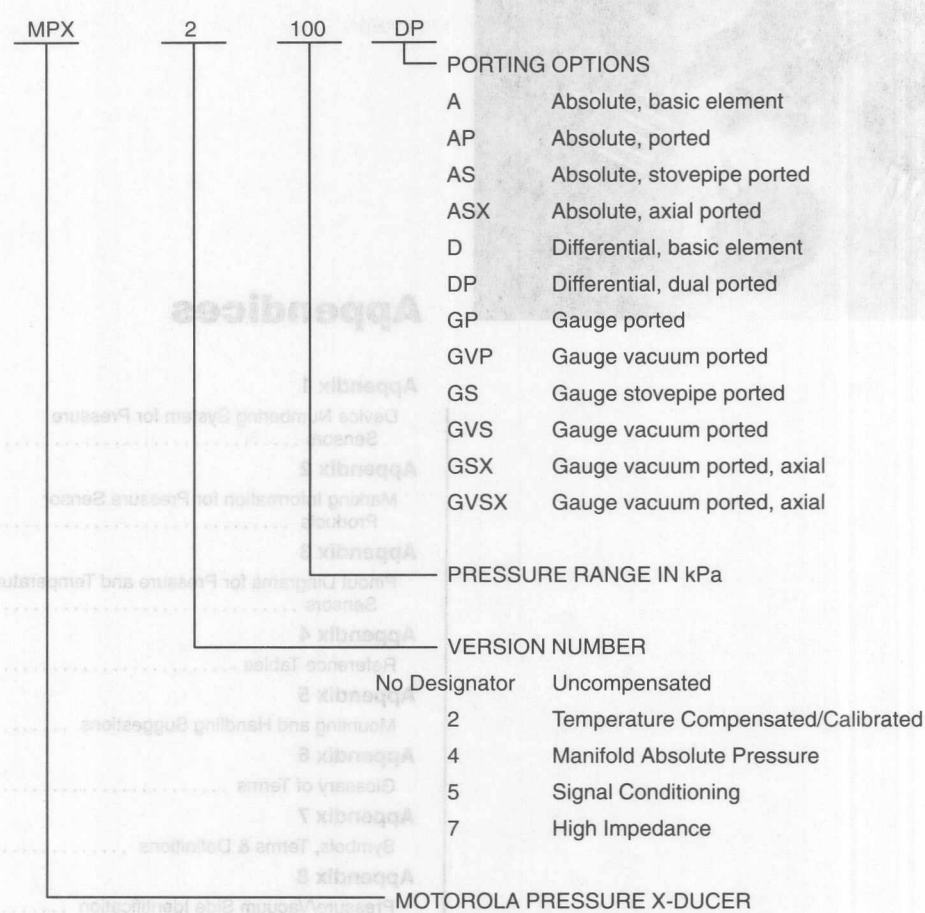 MPX 2 100 DP
PORTING OPTIONS
A Absolute, basic element
AP Absolute, ported
AS Absolute, stovepipe ported
ASX Absolute, axial ported
D Differential, basic element
DP Differential, dual ported
GP Gauge ported
GVP Gauge vacuum ported
GS Gauge stovepipe ported
GVS Gauge vacuum ported
GSX Gauge vacuum ported, axial
GVSX Gauge vacuum ported, axial
PRESSURE RANGE IN kPa
VERSION NUMBER
No Designator Uncompensated
2 Temperature Compensated/Calibrated
4 Manifold Absolute Pressure
5 Signal Conditioning
7 High Impedance
MOTOROLA PRESSURE X-DUCER
Appendices
Appendix 1
Device Numbering System for Pressure
Sensors
Appendix 2
Marking Information for Pressure Sensor
Products
Appendix 3
Pinout Diagrams for Pressure and Temperature
Sensors
Appendix 4
Reference Tables
Appendix 5
Mounting and Handling Suggestions
Appendix 6
Glossary of Terms
Appendix 7
Symbols, Terms & Definitions
Appendix 8
Pressure/Vacuum Side Identification